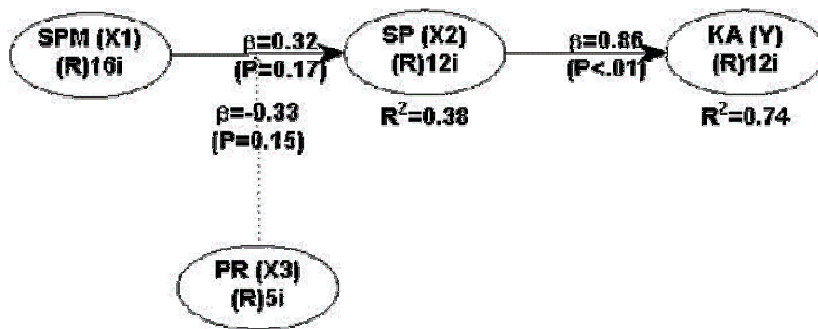 SPM (X1)
(R)16i
β=0.32
(P=0.17)
SP (X2)
(R)12i
R²=0.38
β=0.86
(P<.01)
KA (Y)
(R)12i
R²=0.74
β=-0.33
(P=0.15)
PR (X3)
(R)5i